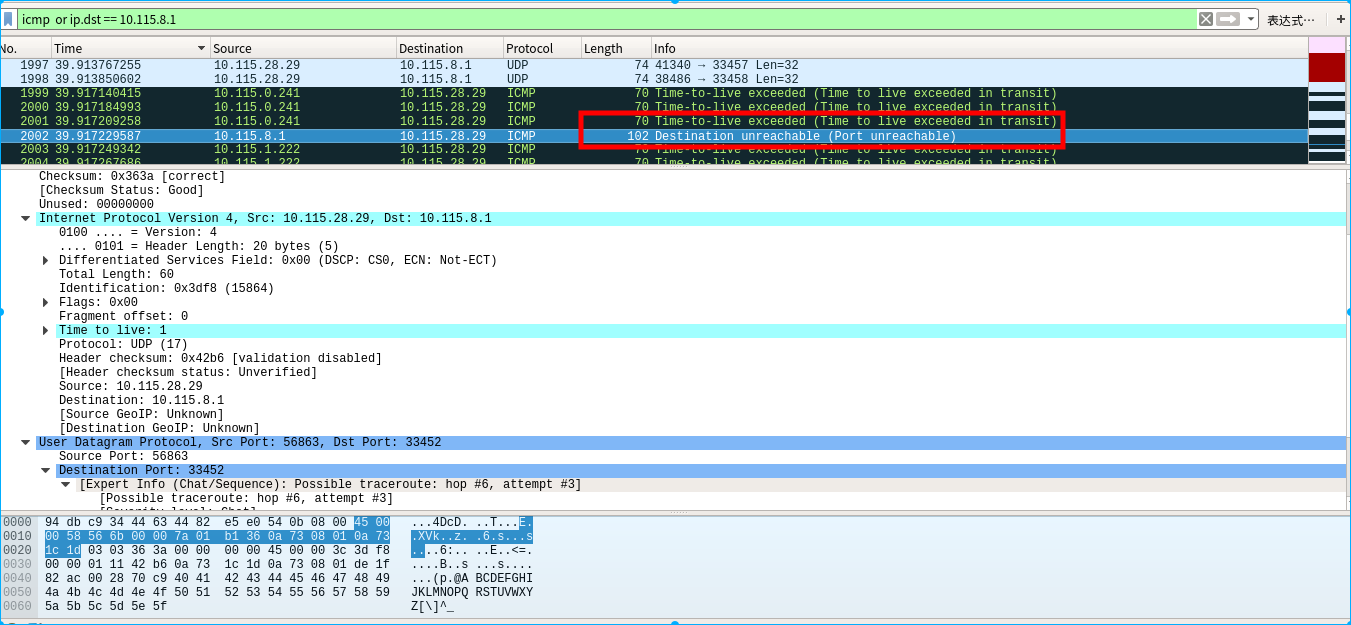 icmp or ip.dst == 10.115.8.1 表达式… +
No. Time Source Destination Protocol Length Info
1997 39.913767255 10.115.28.29 10.115.8.1 UDP 74 41340 → 33457 Len=32
1998 39.913850602 10.115.28.29 10.115.8.1 UDP 74 38486 → 33458 Len=32
1999 39.917140415 10.115.0.241 10.115.28.29 ICMP 70 Time-to-live exceeded (Time to live exceeded in transit)
2000 39.917184993 10.115.0.241 10.115.28.29 ICMP 70 Time-to-live exceeded (Time to live exceeded in transit)
2001 39.917209258 10.115.0.241 10.115.28.29 ICMP 70 Time-to-live exceeded (Time to live exceeded in transit)
2002 39.917229587 10.115.8.1 10.115.28.29 ICMP 102 Destination unreachable (Port unreachable)
2003 39.917249342 10.115.1.222 10.115.28.29 ICMP 70 Time-to-live exceeded (Time to live exceeded in transit)
2004 39.917267686 10.115.1.222 10.115.28.29 ICMP 70 Time-to-live exceeded (Time to live exceeded in transit)
Checksum: 0x363a [correct]
[Checksum Status: Good]
Unused: 00000000
Internet Protocol Version 4, Src: 10.115.28.29, Dst: 10.115.8.1
0100 .... = Version: 4
.... 0101 = Header Length: 20 bytes (5)
Differentiated Services Field: 0x00 (DSCP: CS0, ECN: Not-ECT)
Total Length: 60
Identification: 0x3df8 (15864)
Flags: 0x00
Fragment offset: 0
Time to live: 1
Protocol: UDP (17)
Header checksum: 0x42b6 [validation disabled]
[Header checksum status: Unverified]
Source: 10.115.28.29
Destination: 10.115.8.1
[Source GeoIP: Unknown]
[Destination GeoIP: Unknown]
User Datagram Protocol, Src Port: 56863, Dst Port: 33452
Source Port: 56863
Destination Port: 33452
[Expert Info (Chat/Sequence): Possible traceroute: hop #6, attempt #3]
[Possible traceroute: hop #6, attempt #3]
[Severity level: Chat]
0000 94 db c9 34 44 63 44 82 e5 e0 54 0b 08 00 45 00 ...4DcD. ..T...E.
0010 00 58 56 6b 00 00 7a 01 b1 36 0a 73 08 01 0a 73 .XVk..z. .6.s...s
0020 1c 1d 03 03 36 3a 00 00 00 00 45 00 00 3c 3d f8 ....6:.. ..E..<=.
0030 00 00 01 11 42 b6 0a 73 1c 1d 0a 73 08 01 de 1f ....B..s ...s....
0040 82 ac 00 28 70 c9 40 41 42 43 44 45 46 47 48 49 ...(p.@A BCDEFGHI
0050 4a 4b 4c 4d 4e 4f 50 51 52 53 54 55 56 57 58 59 JKLMNOPQ RSTUVWXY
0060 5a 5b 5c 5d 5e 5f Z[\]^_